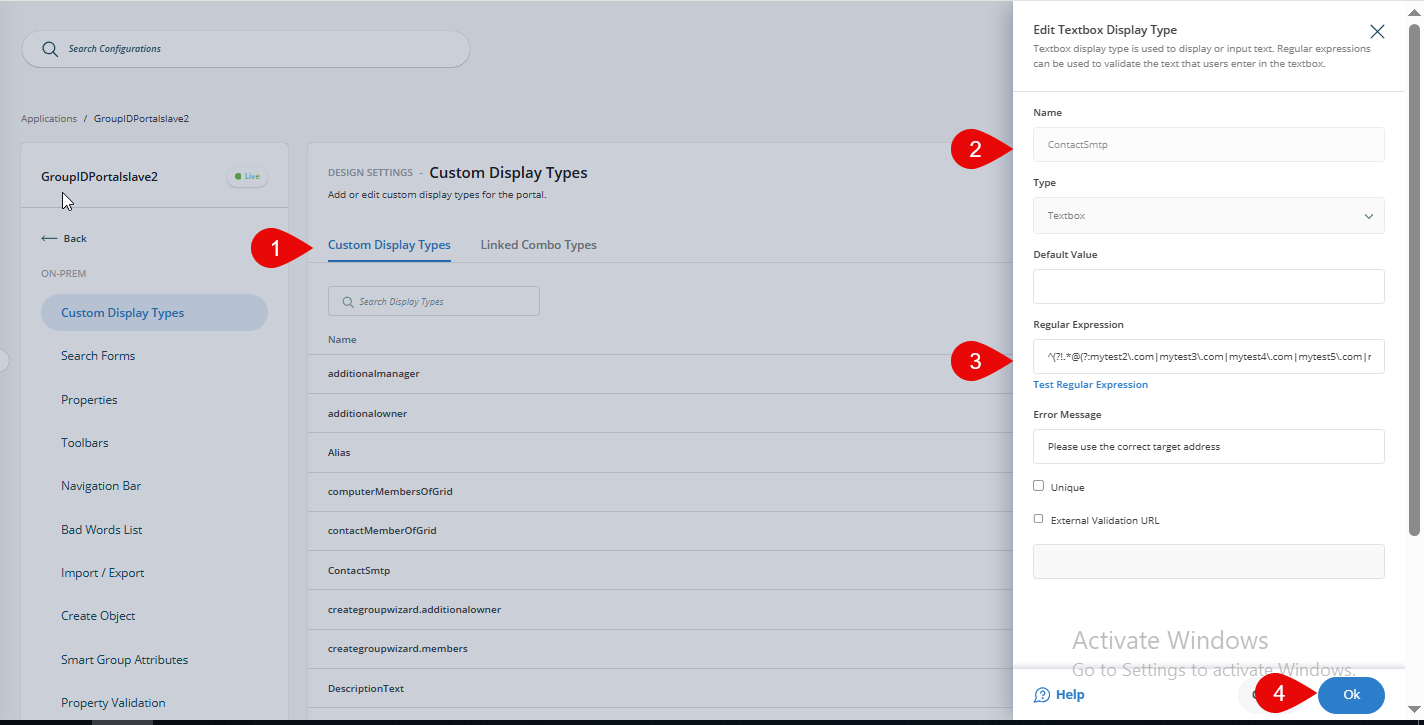 Search Configurations
Applications / GroupIDPortalslave2
GroupIDPortalslave2
Live
Back
ON-PREM
Custom Display Types
Search Forms
Properties
Toolbars
Navigation Bar
Bad Words List
Import / Export
Create Object
Smart Group Attributes
Property Validation
DESIGN SETTINGS - Custom Display Types
Add or edit custom display types for the portal.
1
Custom Display Types
Linked Combo Types
Search Display Types
Name
additionalmanager
additionalowner
Alias
computerMembersOfGrid
contactMemberOfGrid
ContactSmtp
creategroupwizard.additionalowner
creategroupwizard.members
DescriptionText
Edit Textbox Display Type
Textbox display type is used to display or input text. Regular expressions
can be used to validate the text that users enter in the textbox.
Name
2
ContactSmtp
Type
Textbox
Default Value
Regular Expression
3
^(?!.*@(?:mytest2\.com|mytest3\.com|mytest4\.com|mytest5\.com|
Test Regular Expression
Error Message
Please use the correct target address
Unique
External Validation URL
Activate Windows
Go to Settings to activate Windows.
Help
4
Ok